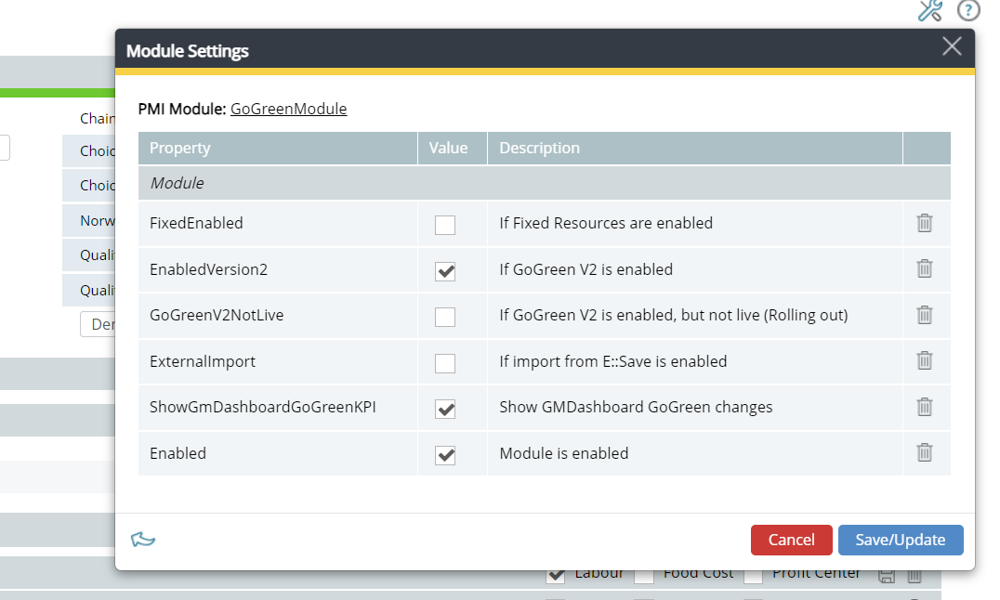 ?
Module Settings
PMI Module: GoGreenModule
Property Value Description
Module
FixedEnabled If Fixed Resources are enabled
EnabledVersion2 If GoGreen V2 is enabled
GoGreenV2NotLive If GoGreen V2 is enabled, but not live (Rolling out)
ExternalImport If import from E::Save is enabled
ShowGmDashboardGoGreenKPI Show GMDashboard GoGreen changes
Enabled Module is enabled
Cancel Save/Update
Chain
Choic
Choic
Norw
Quali
Quali
Der
Labour Food Cost Profit Center